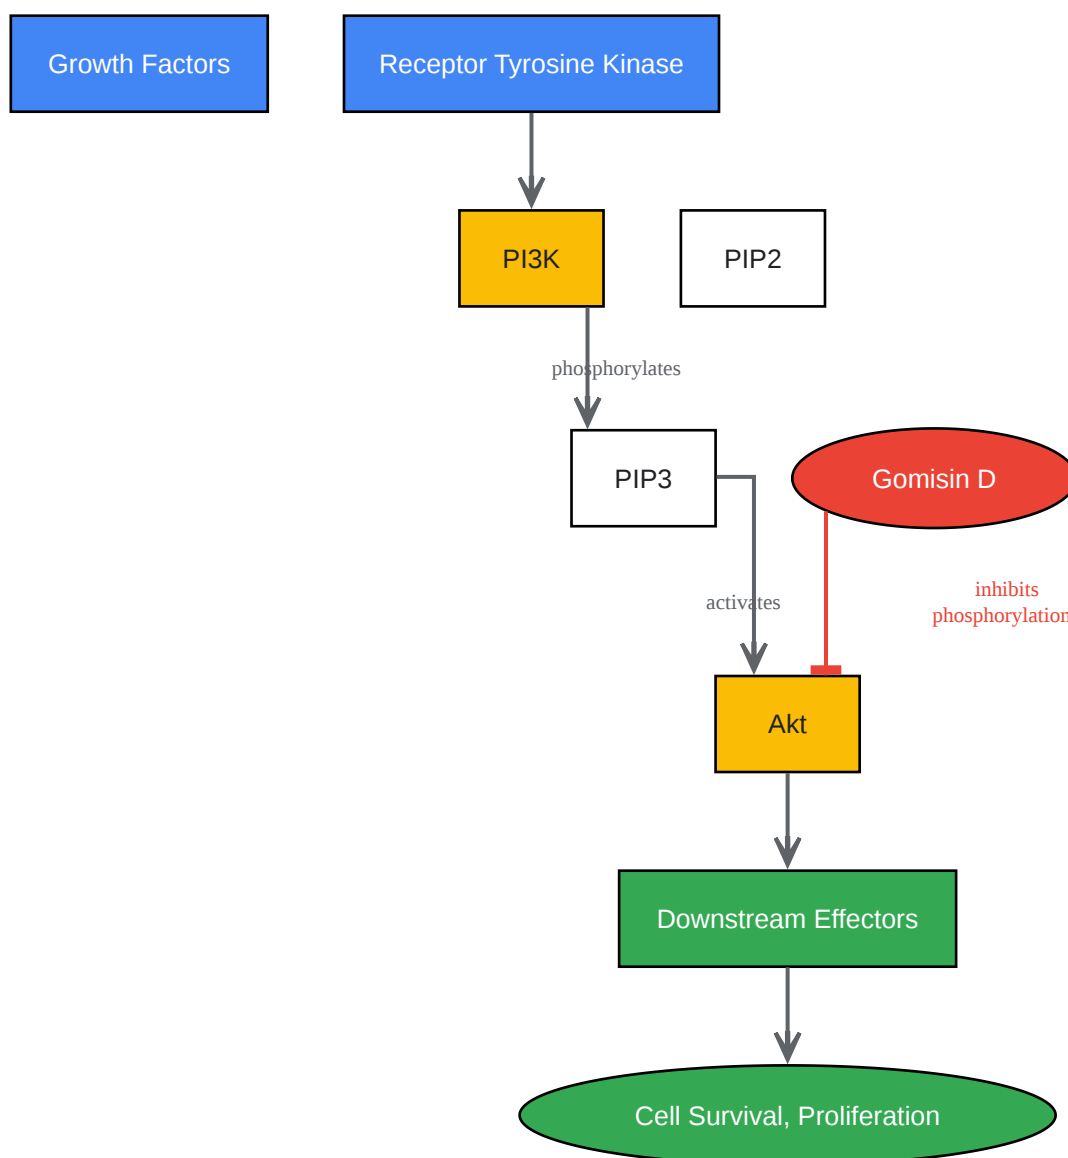 Growth Factors
Receptor Tyrosine Kinase
PI3K
PIP2
phosphorylates
PIP3
Gomisin D
activates
inhibits
phosphorylation
Akt
Downstream Effectors
Cell Survival, Proliferation